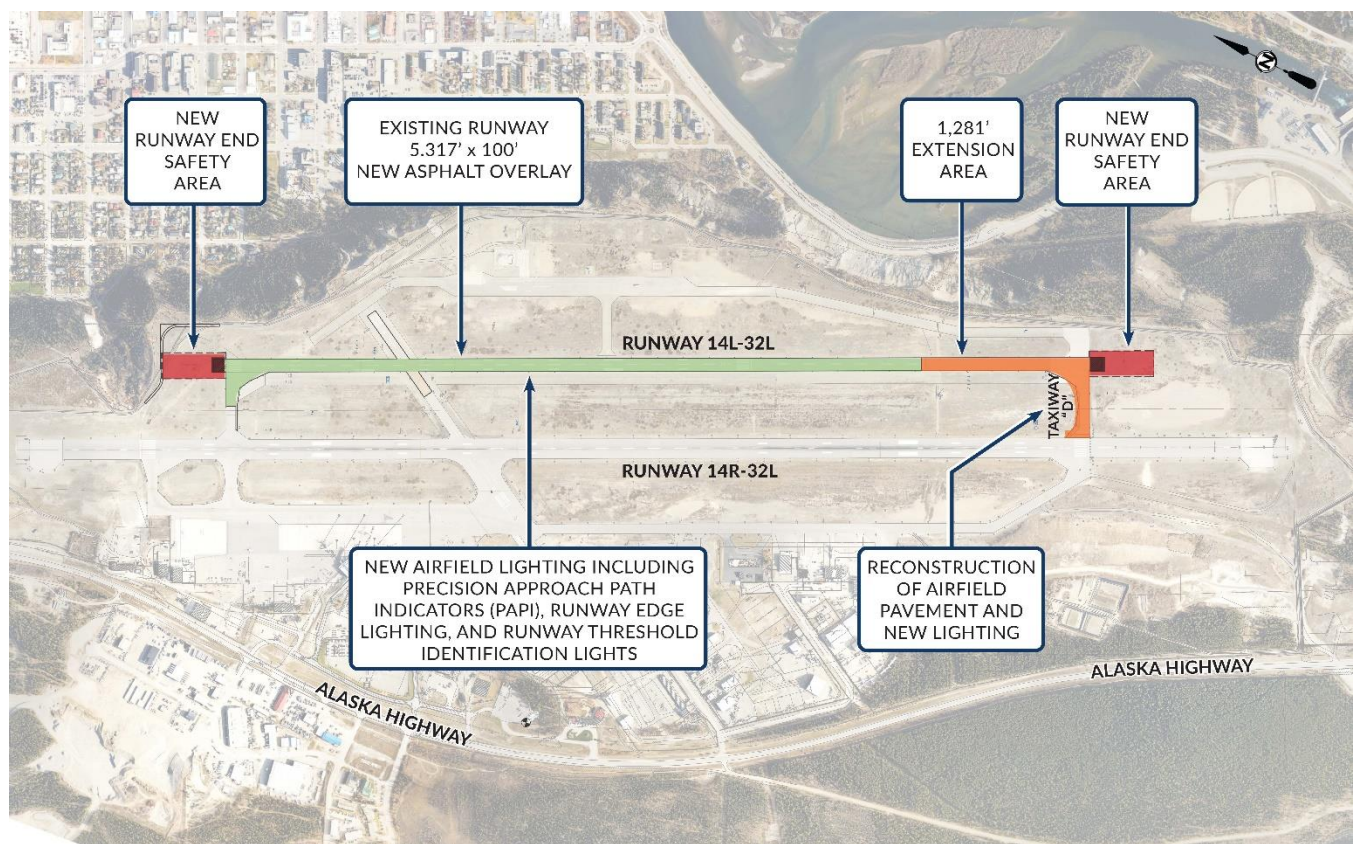 N
NEW
RUNWAY END
SAFETY
AREA
EXISTING RUNWAY
5.317' x 100'
NEW ASPHALT OVERLAY
1,281'
EXTENSION
AREA
NEW
RUNWAY END
SAFETY
AREA
RUNWAY 14L-32L
TAXIWAY
"D"
RUNWAY 14R-32L
NEW AIRFIELD LIGHTING INCLUDING
PRECISION APPROACH PATH
INDICATORS (PAPI), RUNWAY EDGE
LIGHTING, AND RUNWAY THRESHOLD
IDENTIFICATION LIGHTS
RECONSTRUCTION
OF AIRFIELD
PAVEMENT AND
NEW LIGHTING
ALASKA HIGHWAY
ALASKA HIGHWAY